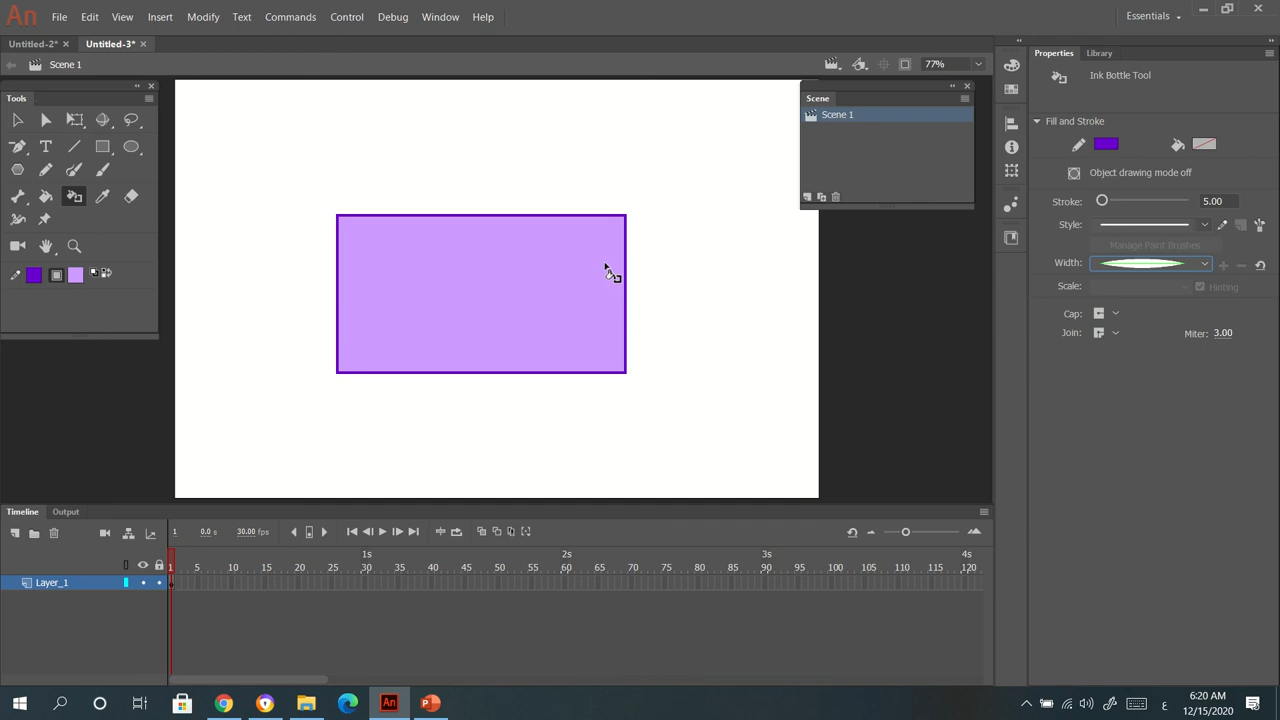 An File Edit View Insert Modify Text Commands Control Debug Window Help Essentials
Untitled-2* × Untitled-3* ×
Scene 1 77%
Tools
Scene
Scene 1
Properties Library
Ink Bottle Tool
Fill and Stroke
Object drawing mode off
Stroke: 5.00
Style:
Manage Paint Brushes
Width:
Scale: Hinting
Cap:
Join: Miter: 3.00
Timeline Output
1 0.0 s 30.00 fps
1s 2s 3s 4s
1 5 10 15 20 25 30 35 40 45 50 55 60 65 70 75 80 85 90 95 100 105 110 115 120
Layer_1
An
ع
6:20 AM
12/15/2020